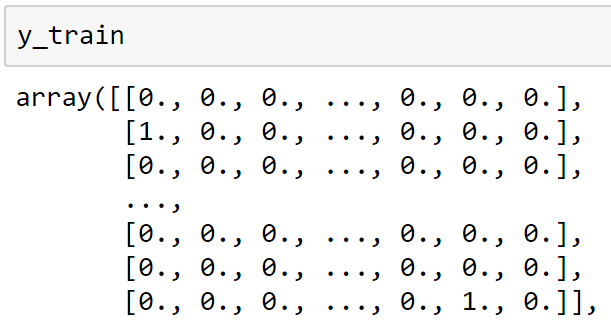 y_train
array([[0., 0., 0., ..., 0., 0., 0.],
[1., 0., 0., ..., 0., 0., 0.],
[0., 0., 0., ..., 0., 0., 0.],
...,
[0., 0., 0., ..., 0., 0., 0.],
[0., 0., 0., ..., 0., 0., 0.],
[0., 0., 0., ..., 0., 1., 0.]],